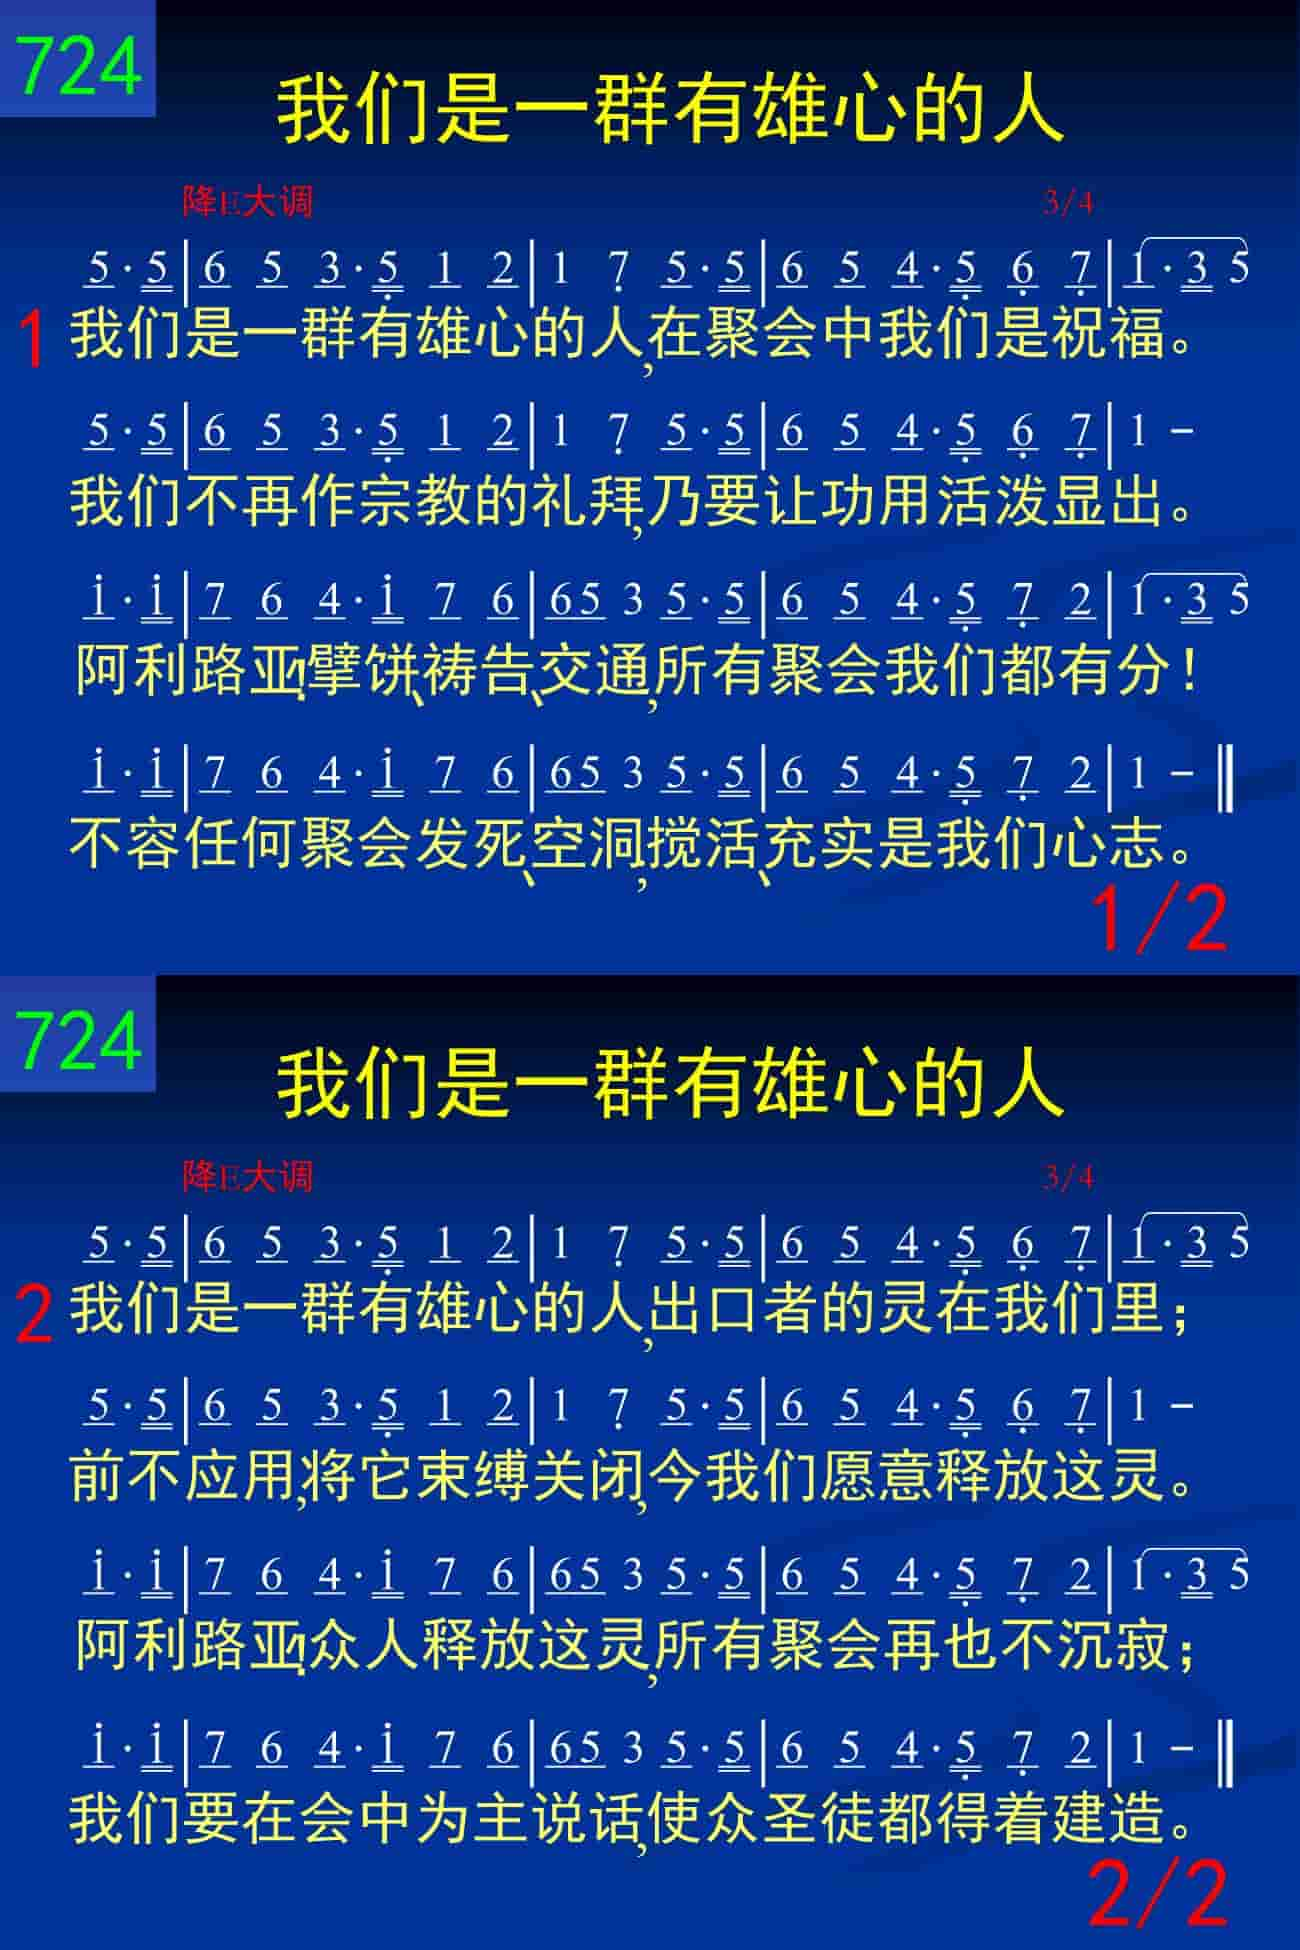 724
我们是一群有雄心的人
降E大调 3/4
5·5|6 5 3·5 1 2|1 7 5·5|6 5 4·5 6 7|1·3 5
1 我们是一群有雄心的人,在聚会中我们是祝福。
5·5|6 5 3·5 1 2|1 7 5·5|6 5 4·5 6 7|1 -
我们不再作宗教的礼拜,乃要让功用活泼显出。
i·i|7 6 4·i 7 6|65 3 5·5|6 5 4·5 7 2|1·3 5
阿利路亚!擘饼、祷告、交通,所有聚会我们都有分!
i·i|7 6 4·i 7 6|65 3 5·5|6 5 4·5 7 2|1 - ‖
不容任何聚会发死、空洞,搅活、充实是我们心志。
1/2
724
我们是一群有雄心的人
降E大调 3/4
5·5|6 5 3·5 1 2|1 7 5·5|6 5 4·5 6 7|1·3 5
2 我们是一群有雄心的人,出口者的灵在我们里;
5·5|6 5 3·5 1 2|1 7 5·5|6 5 4·5 6 7|1 -
前不应用,将它束缚关闭,今我们愿意释放这灵。
i·i|7 6 4·i 7 6|65 3 5·5|6 5 4·5 7 2|1·3 5
阿利路亚!众人释放这灵,所有聚会再也不沉寂;
i·i|7 6 4·i 7 6|65 3 5·5|6 5 4·5 7 2|1 - ‖
我们要在会中为主说话,使众圣徒都得着建造。
2/2